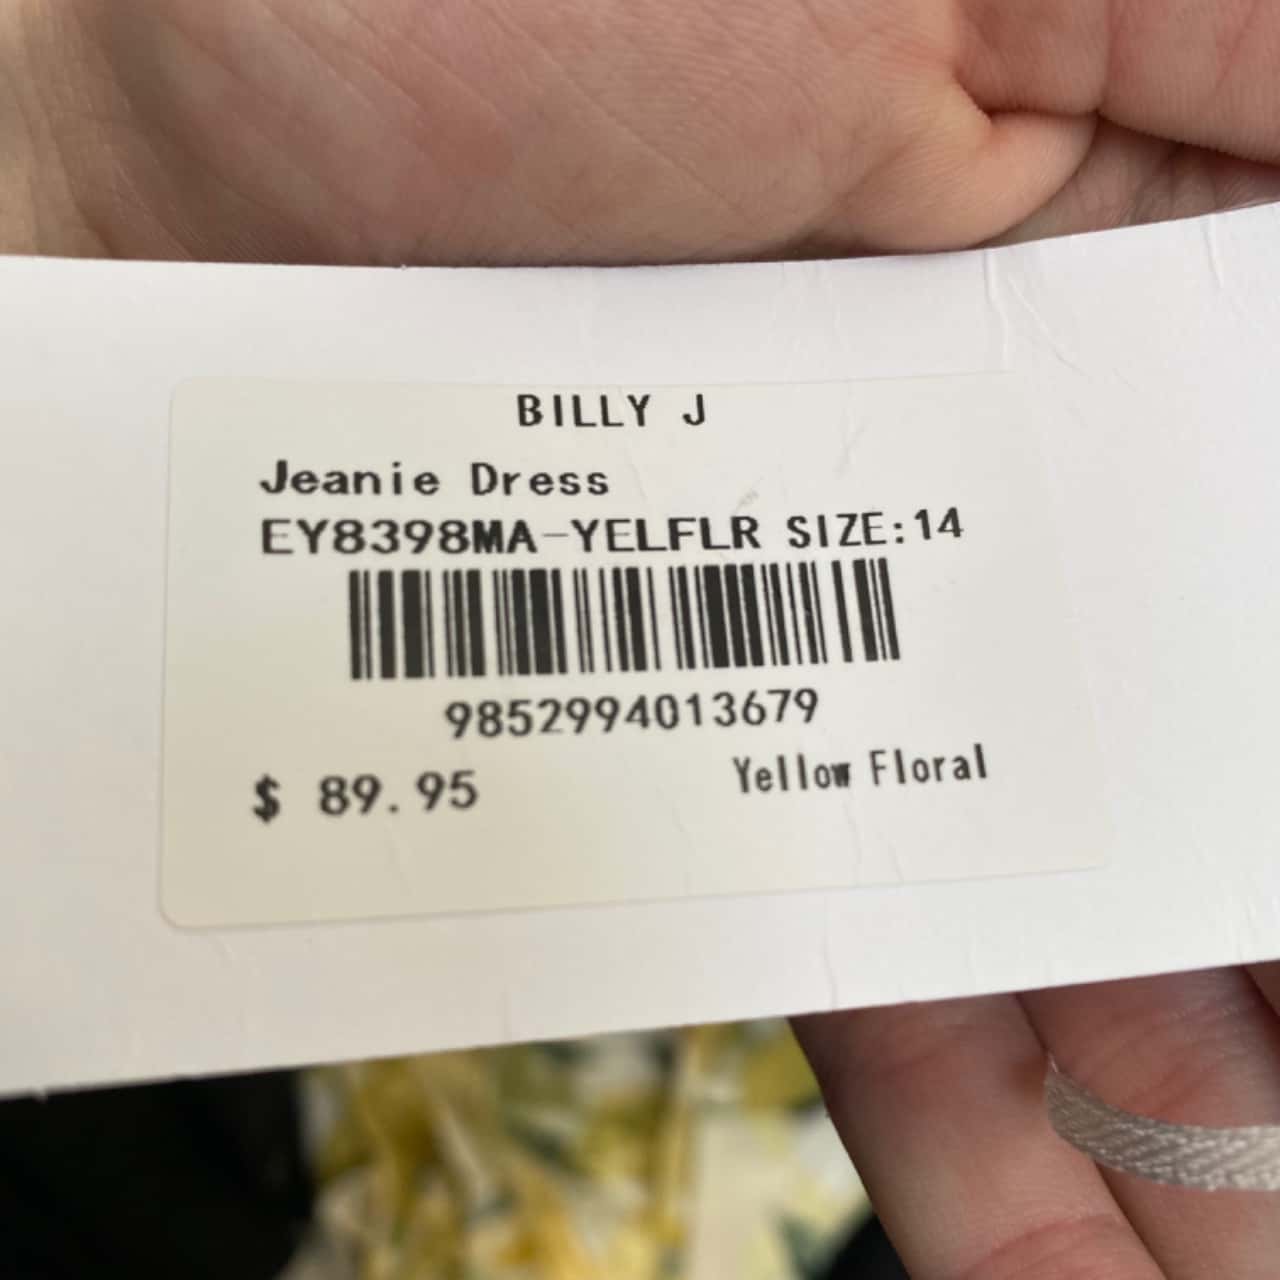 BILLY J
Jeanie Dress
EY8398MA-YELFLR SIZE:14
9852994013679
$ 89.95 Yellow Floral